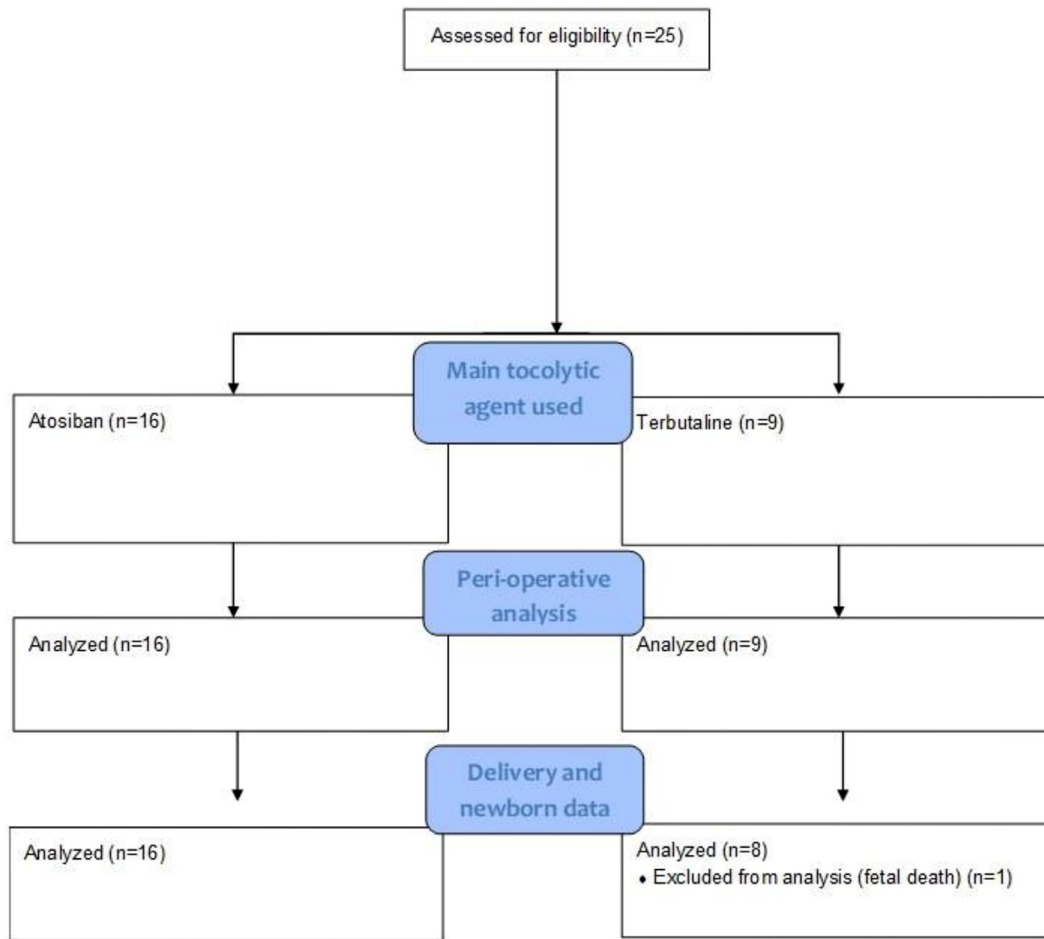 Assessed for eligibility (n=25)
Main tocolytic
agent used
Atosiban (n=16)
Terbutaline (n=9)
Peri-operative
analysis
Analyzed (n=16)
Analyzed (n=9)
Delivery and
newborn data
Analyzed (n=16)
Analyzed (n=8)
♦ Excluded from analysis (fetal death) (n=1)